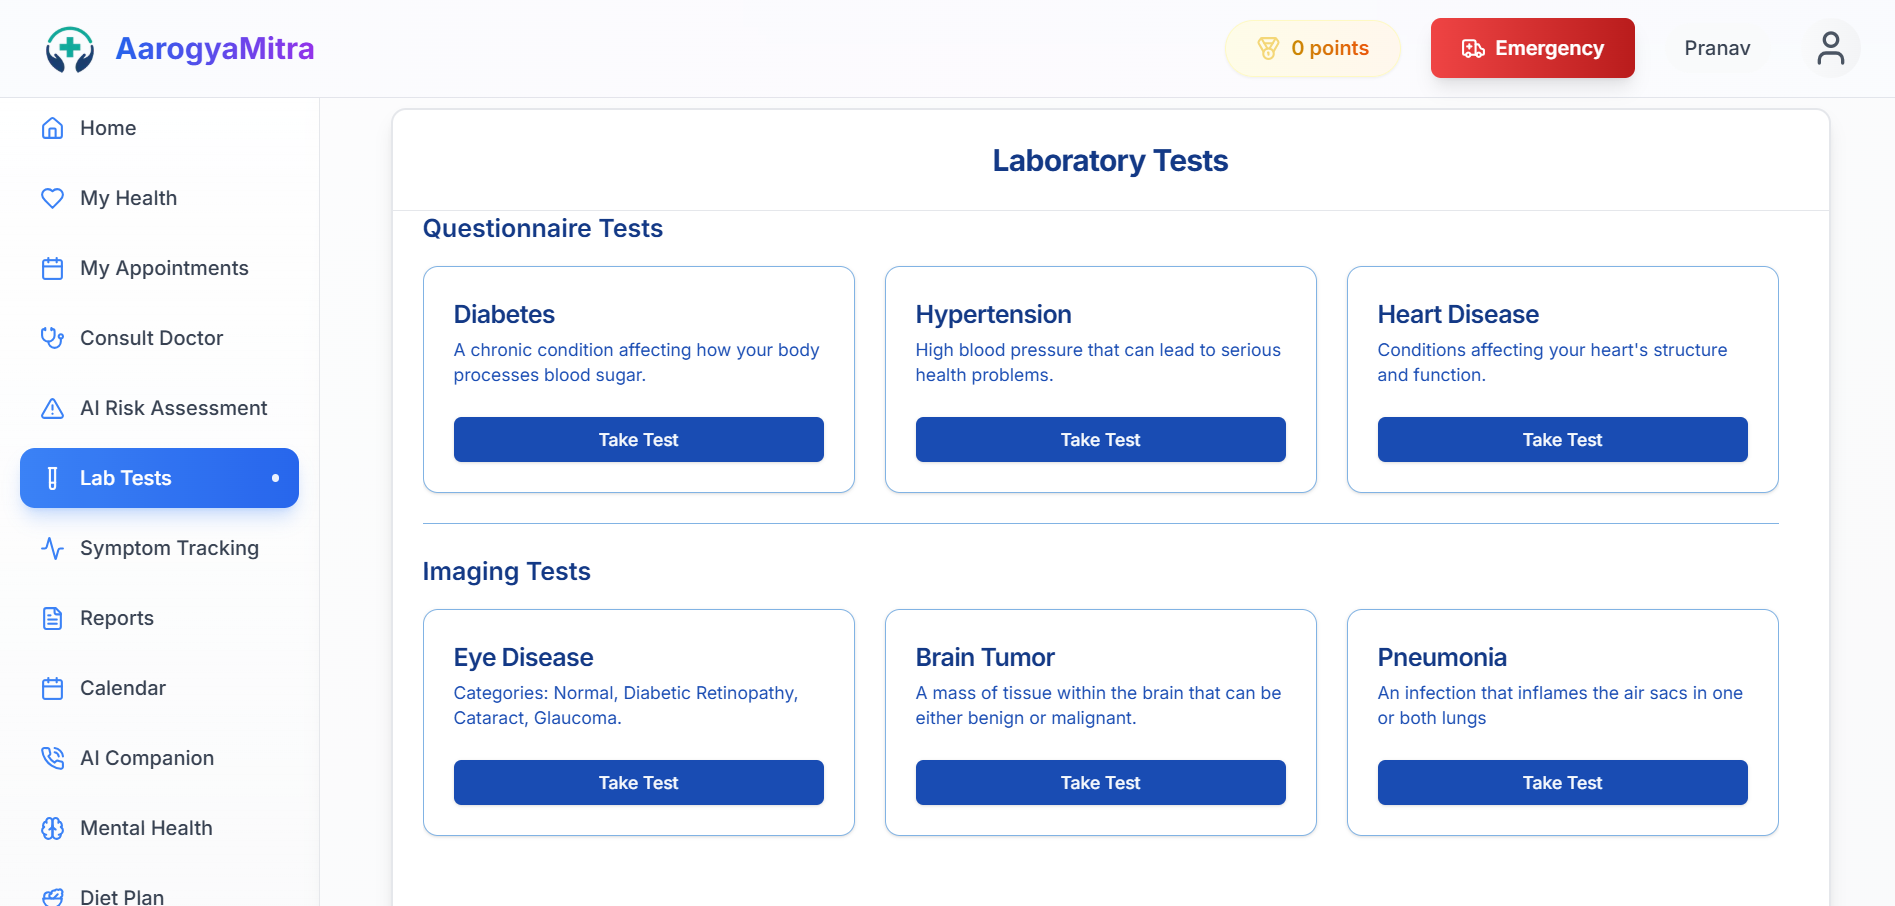 AarogyaMitra
0 points
Emergency
Pranav
Home
My Health
My Appointments
Consult Doctor
AI Risk Assessment
Lab Tests
Symptom Tracking
Reports
Calendar
AI Companion
Mental Health
Diet Plan
Laboratory Tests
Questionnaire Tests
Diabetes
A chronic condition affecting how your body
processes blood sugar.
Take Test
Hypertension
High blood pressure that can lead to serious
health problems.
Take Test
Heart Disease
Conditions affecting your heart's structure
and function.
Take Test
Imaging Tests
Eye Disease
Categories: Normal, Diabetic Retinopathy,
Cataract, Glaucoma.
Take Test
Brain Tumor
A mass of tissue within the brain that can be
either benign or malignant.
Take Test
Pneumonia
An infection that inflames the air sacs in one
or both lungs
Take Test